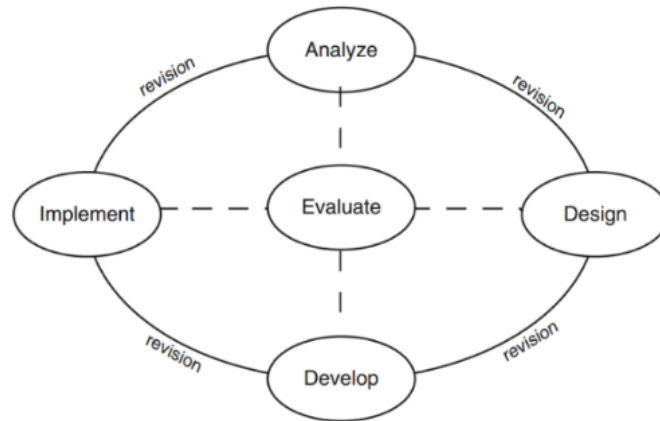 Analyze
revision
revision
Implement
Evaluate
Design
revision
revision
Develop